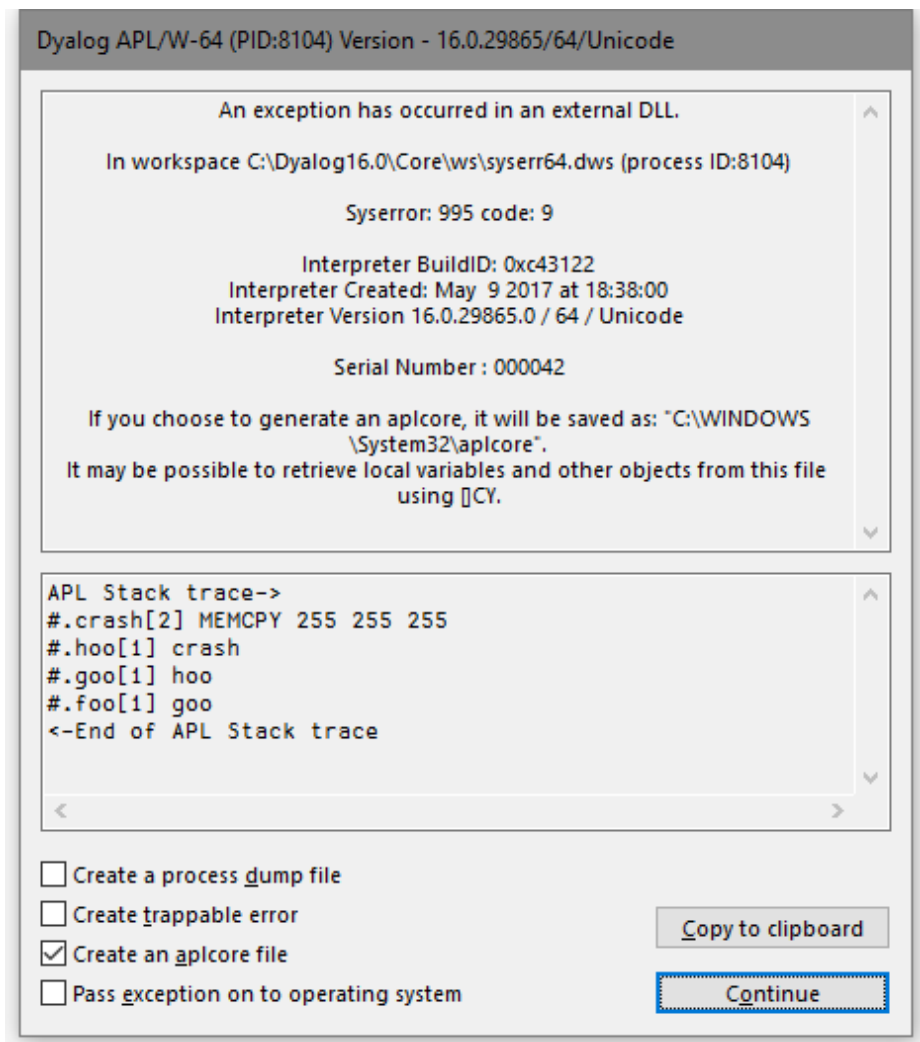 Dyalog APL/W-64 (PID:8104) Version - 16.0.29865/64/Unicode
An exception has occurred in an external DLL.
In workspace C:\Dyalog16.0\Core\ws\syserr64.dws (process ID:8104)
Syserror: 995 code: 9
Interpreter BuildID: 0xc43122
Interpreter Created: May  9 2017 at 18:38:00
Interpreter Version 16.0.29865.0 / 64 / Unicode
Serial Number : 000042
If you choose to generate an aplcore, it will be saved as: "C:\WINDOWS
\System32\aplcore".
It may be possible to retrieve local variables and other objects from this file
using []CY.
APL Stack trace->
#.crash[2] MEMCPY 255 255 255
#.hoo[1] crash
#.goo[1] hoo
#.foo[1] goo
<-End of APL Stack trace
Create a process dump file
Create trappable error
Copy to clipboard
Create an aplcore file
Pass exception on to operating system
Continue